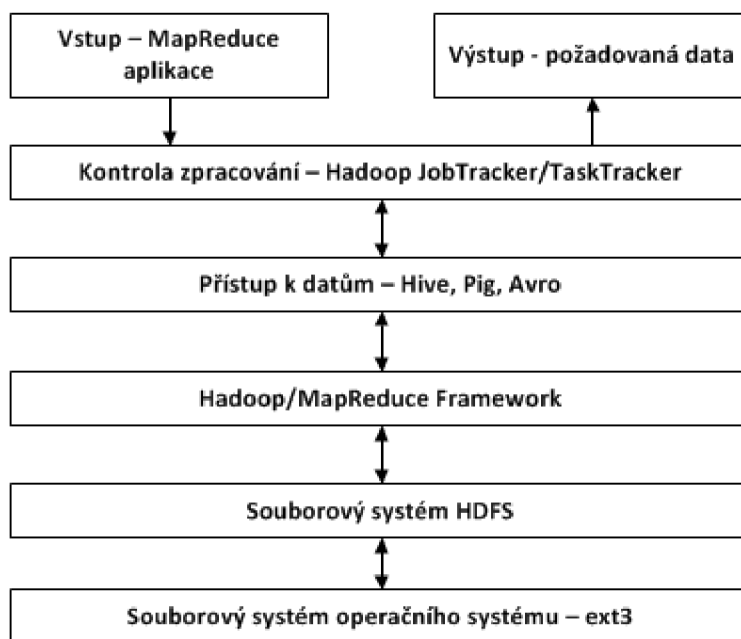 Vstup – MapReduce
aplikace
Výstup - požadovaná data
Kontrola zpracování – Hadoop JobTracker/TaskTracker
Přístup k datům – Hive, Pig, Avro
Hadoop/MapReduce Framework
Souborový systém HDFS
Souborový systém operačního systému – ext3